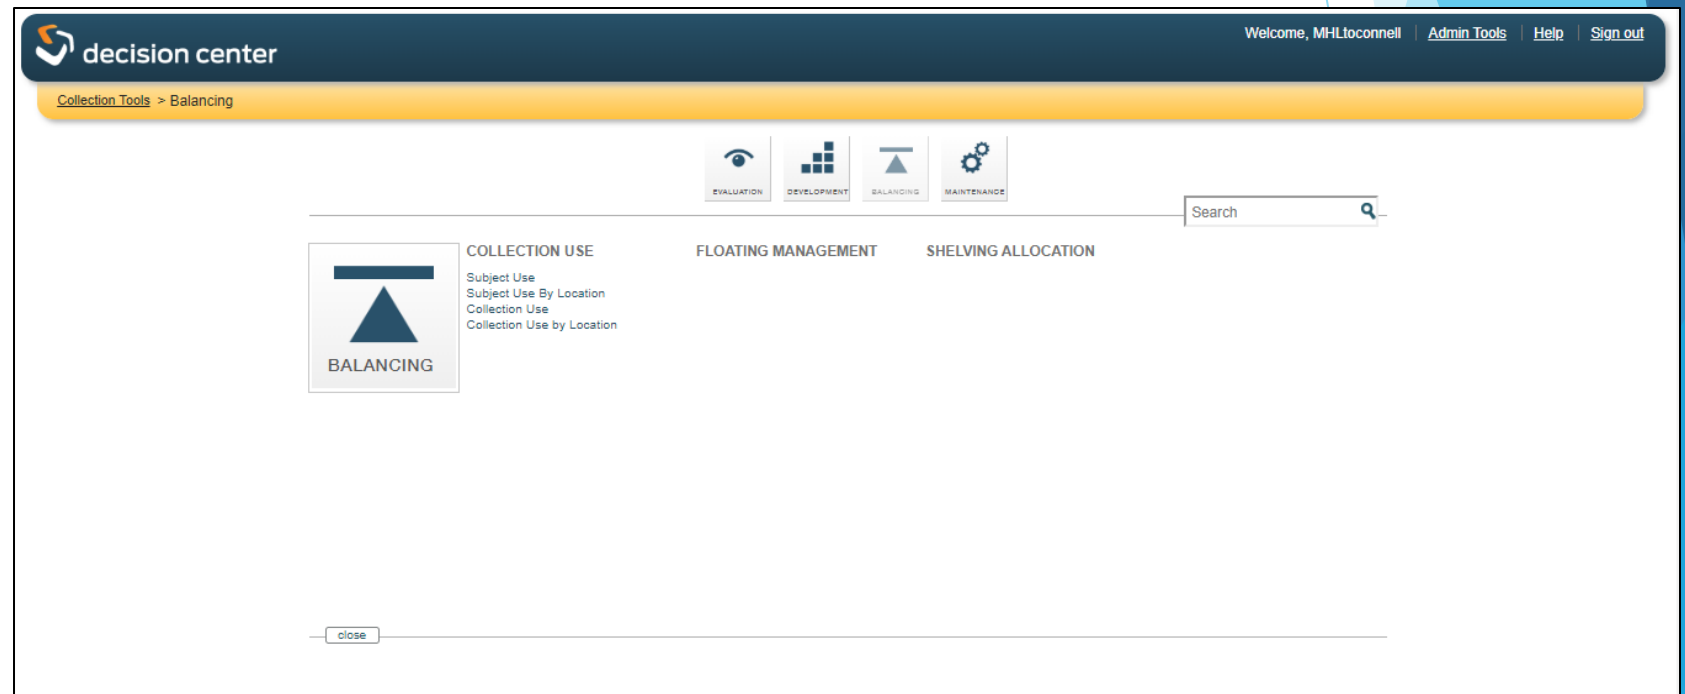 decision center
Welcome, MHLtoconnell | Admin Tools | Help | Sign out
Collection Tools > Balancing
EVALUATION DEVELOPMENT BALANCING MAINTENANCE
Search
COLLECTION USE FLOATING MANAGEMENT SHELVING ALLOCATION
Subject Use
Subject Use By Location
Collection Use
Collection Use by Location
BALANCING
close